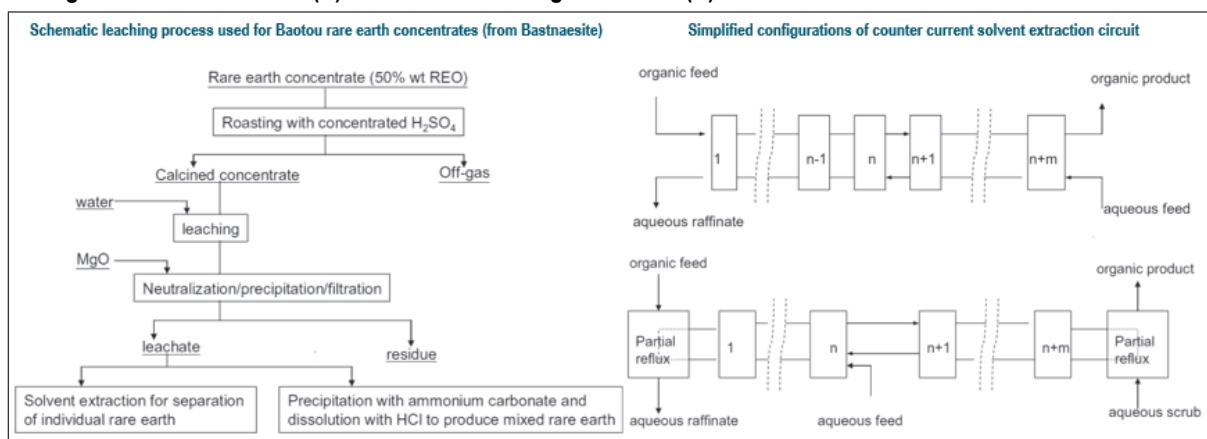 Schematic leaching process used for Baotou rare earth concentrates (from Bastnaesite)
Rare earth concentrate (50% wt REO)
Roasting with concentrated H₂SO₄
Calcined concentrate
Off-gas
water
leaching
MgO
Neutralization/precipitation/filtration
leachate
residue
Solvent extraction for separation
of individual rare earth
Precipitation with ammonium carbonate and
dissolution with HCl to produce mixed rare earth
Simplified configurations of counter current solvent extraction circuit
organic feed
organic product
1
n-1
n
n+1
n+m
aqueous raffinate
aqueous feed
organic feed
organic product
Partial
reflux
1
n
n+1
n+m
Partial
reflux
aqueous raffinate
aqueous feed
aqueous scrub